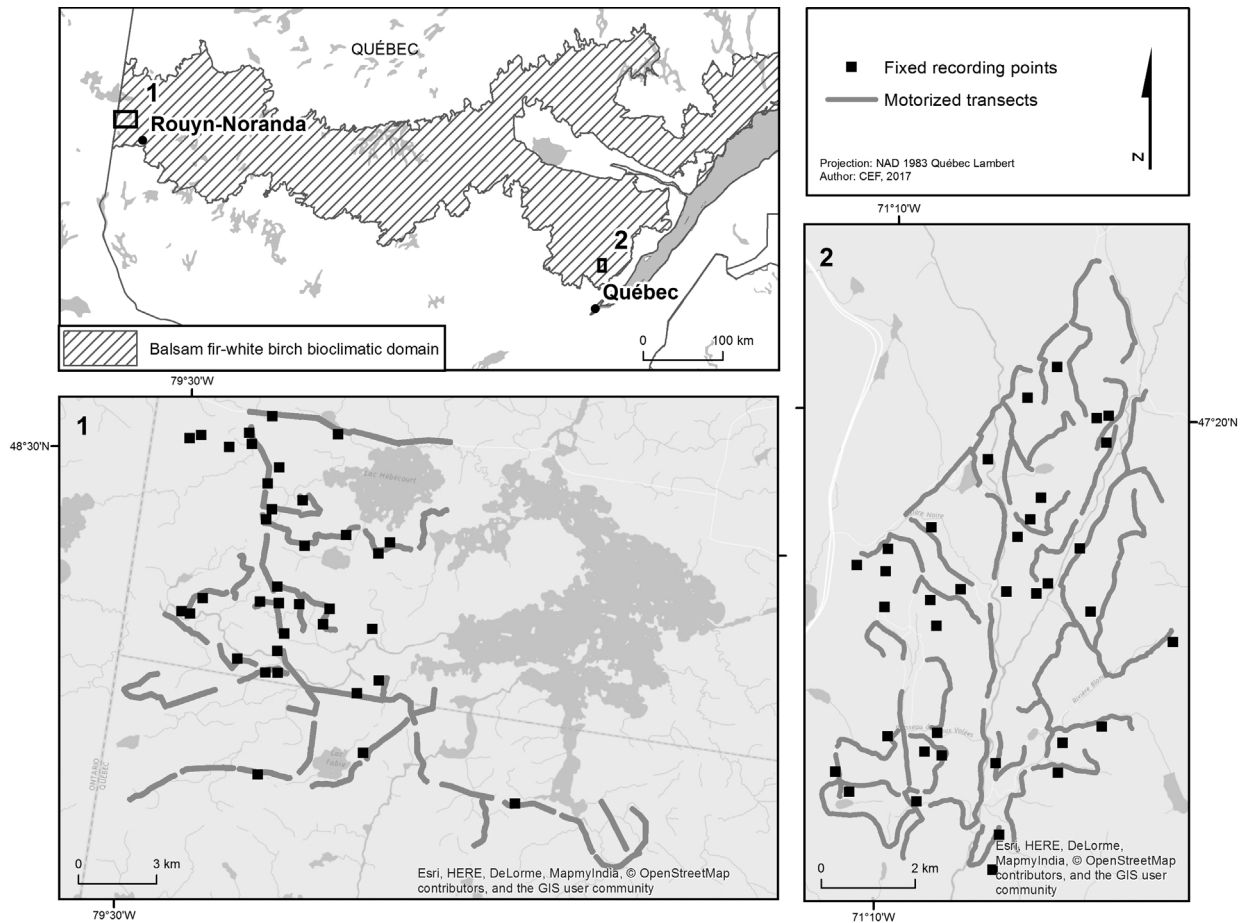 QUÉBEC
1
Rouyn-Noranda
2
Québec
0 100 km
Balsam fir-white birch bioclimatic domain
Fixed recording points
Motorized transects
N
Projection: NAD 1983 Québec Lambert
Author: CEF, 2017
79°30'W
48°30'N
1
Lac Hébécourt
ONTARIO
QUÉBEC
0 3 km
Esri, HERE, DeLorme, MapmyIndia, © OpenStreetMap
contributors, and the GIS user community
79°30'W
71°10'W
2
47°20'N
0 2 km
Esri, HERE, DeLorme,
MapmyIndia, © OpenStreetMap
contributors, and the GIS user
community
71°10'W